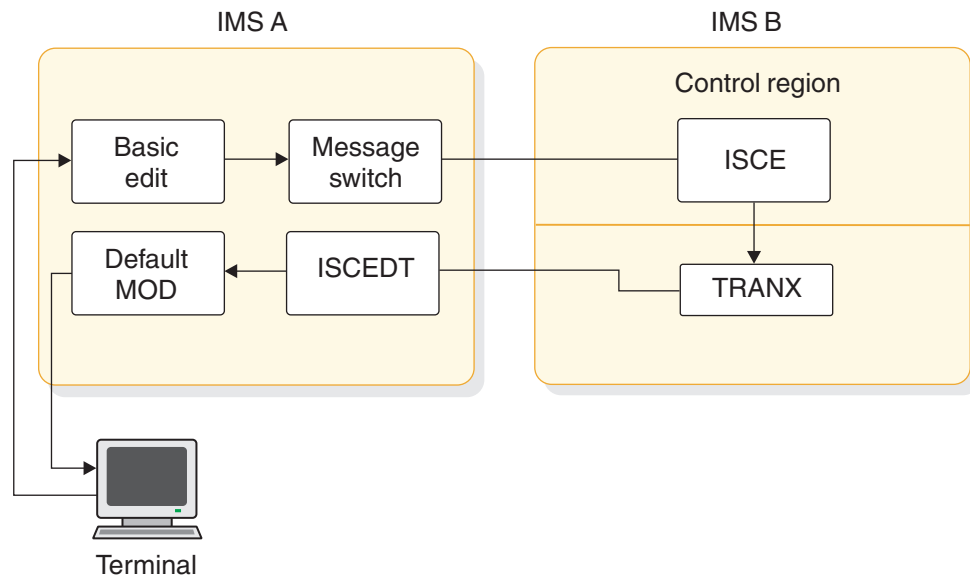 IMS A
IMS B
Control region
Basic
edit
Message
switch
ISCE
Default
MOD
ISCEDT
TRANX
Terminal